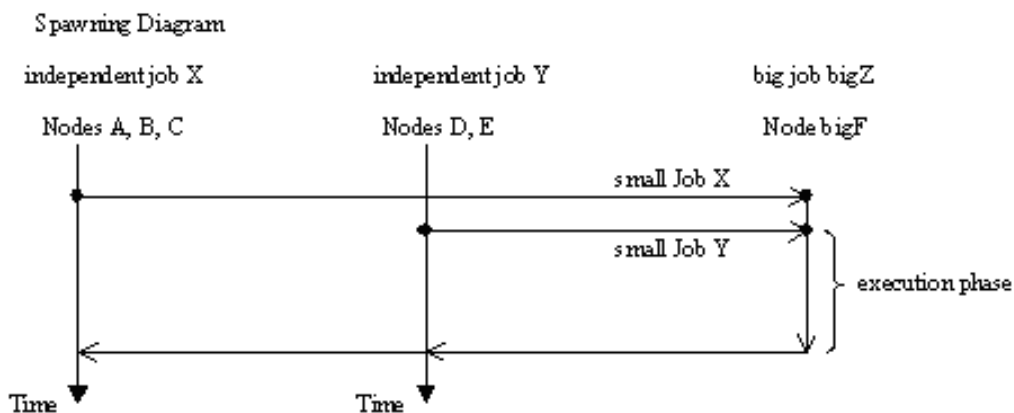 Spawning Diagram
independent job X
independent job Y
big job bigZ
Nodes A, B, C
Nodes D, E
Node bigF
small Job X
small Job Y
execution phase
Time
Time